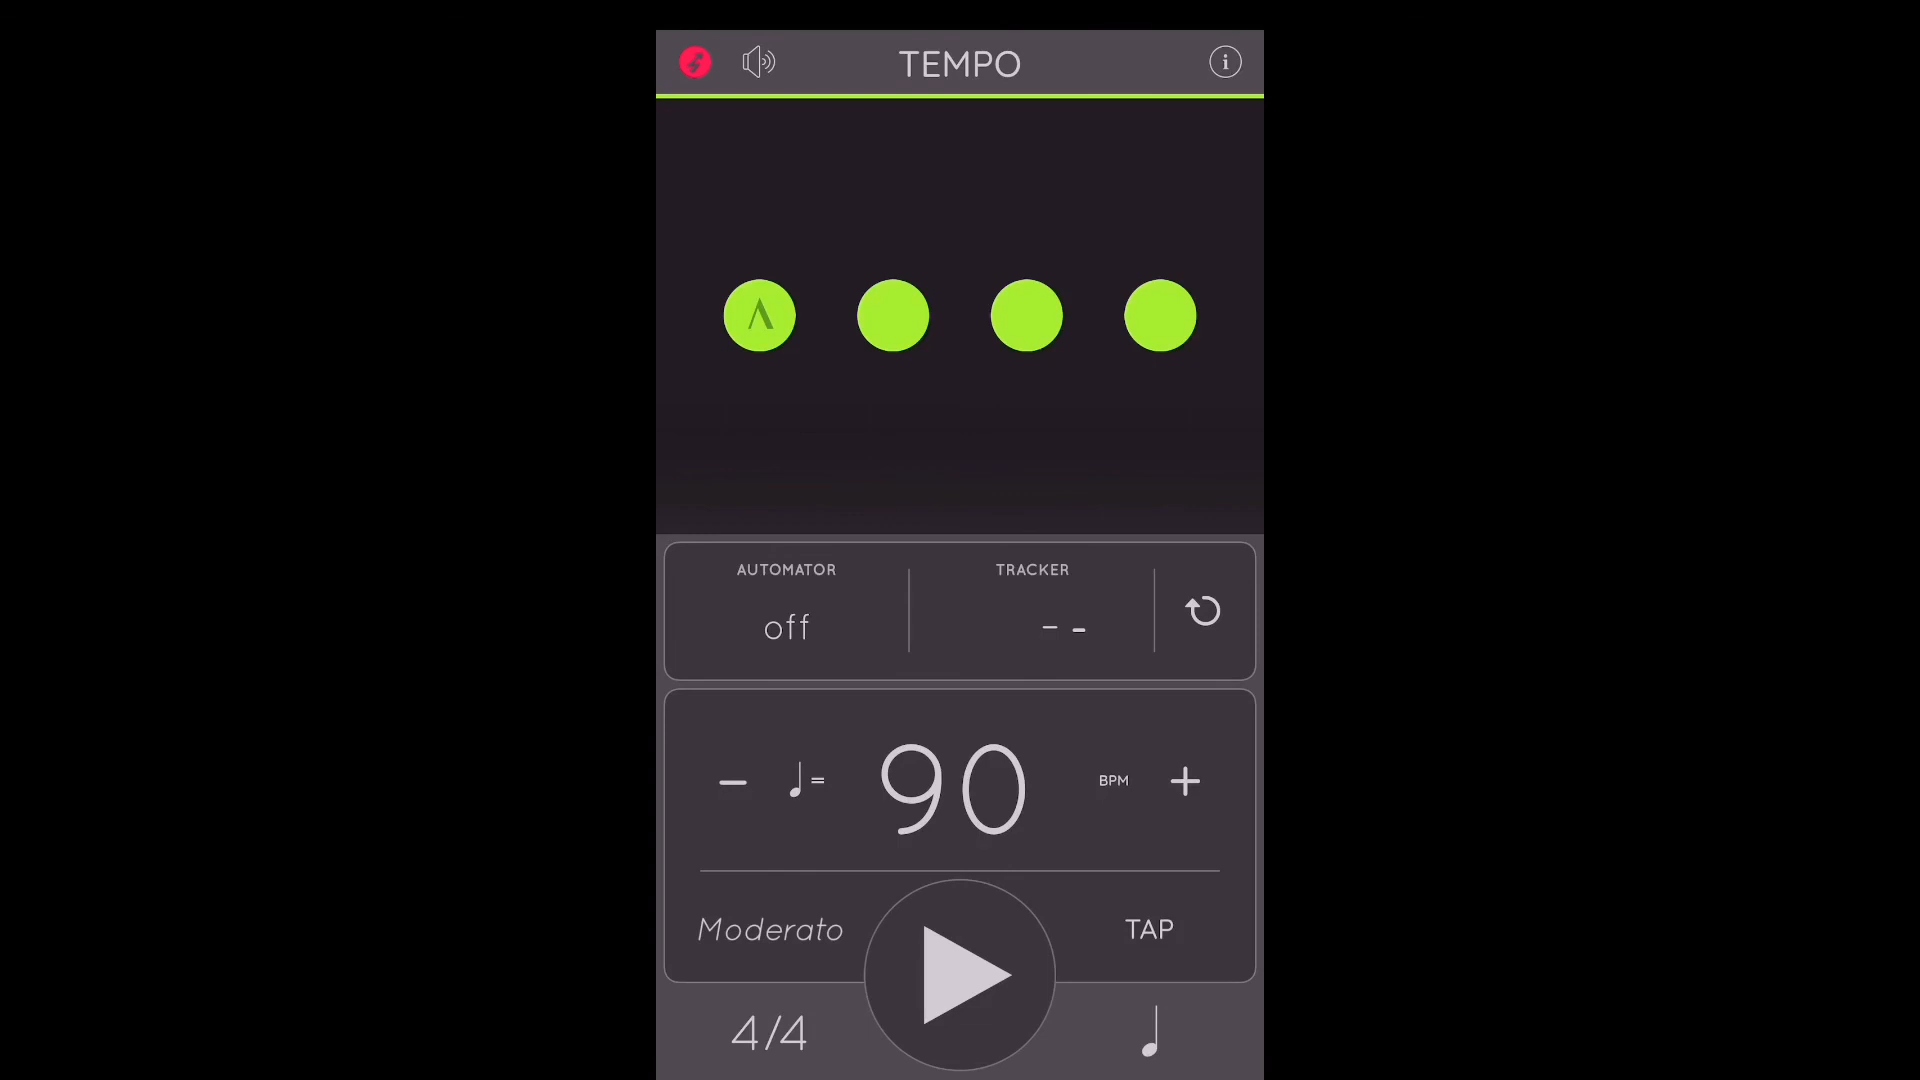 TEMPO
AUTOMATOR
off
TRACKER
- -
= 90 BPM
Moderato
TAP
4/4